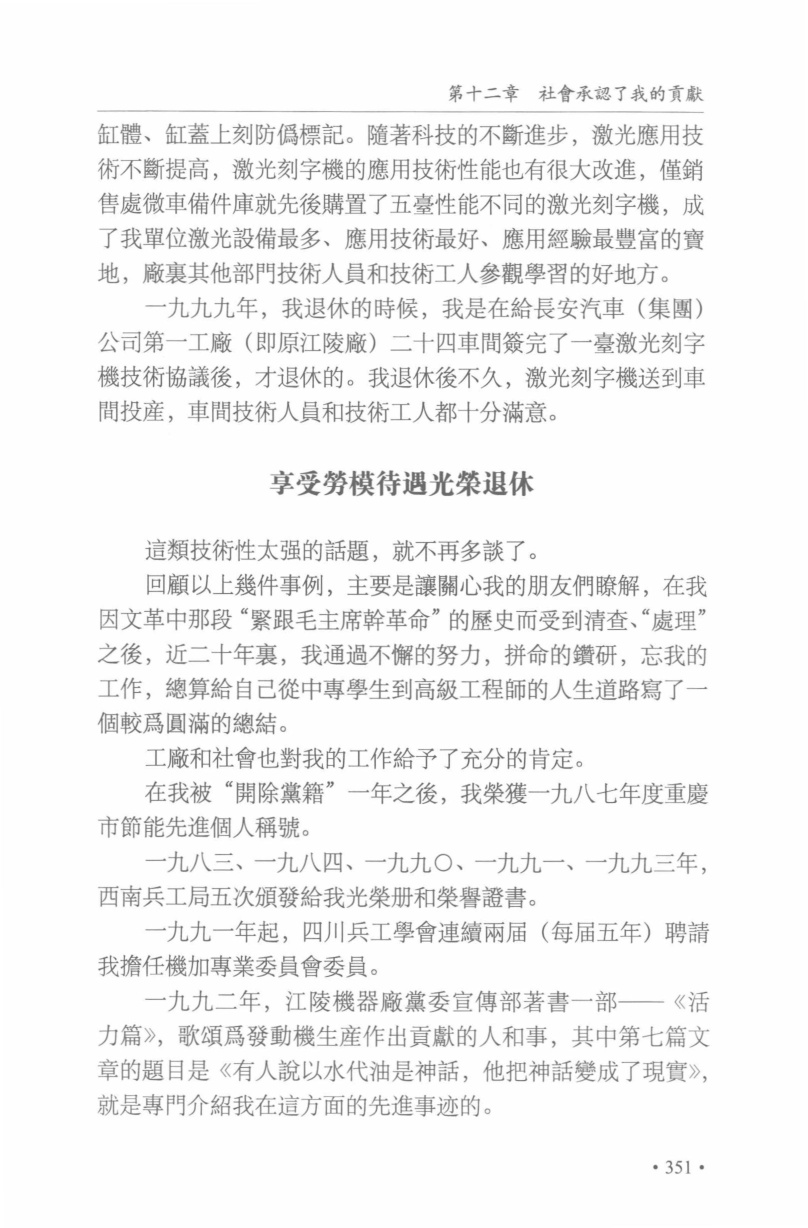 第十二章　社會承認了我的貢獻
缸體、缸蓋上刻防僞標記。隨著科技的不斷進步，激光應用技
術不斷提高，激光刻字機的應用技術性能也有很大改進，僅銷
售處微車備件庫就先後購置了五臺性能不同的激光刻字機，成
了我單位激光設備最多、應用技術最好、應用經驗最豐富的寶
地，廠裏其他部門技術人員和技術工人參觀學習的好地方。
一九九九年，我退休的時候，我是在給長安汽車（集團）
公司第一工廠（即原江陵廠）二十四車間簽完了一臺激光刻字
機技術協議後，才退休的。我退休後不久，激光刻字機送到車
間投産，車間技術人員和技術工人都十分滿意。
享受勞模待遇光榮退休
這類技術性太强的話題，就不再多談了。
回顧以上幾件事例，主要是讓關心我的朋友們瞭解，在我
因文革中那段“緊跟毛主席幹革命”的歷史而受到清查、“處理”
之後，近二十年裏，我通過不懈的努力，拼命的鑽研，忘我的
工作，總算給自己從中專學生到高級工程師的人生道路寫了一
個較爲圓滿的總結。
工廠和社會也對我的工作給予了充分的肯定。
在我被“開除黨籍”一年之後，我榮獲一九八七年度重慶
市節能先進個人稱號。
一九八三、一九八四、一九九〇、一九九一、一九九三年，
西南兵工局五次頒發給我光榮册和榮譽證書。
一九九一年起，四川兵工學會連續兩届（每届五年）聘請
我擔任機加專業委員會委員。
一九九二年，江陵機器廠黨委宣傳部著書一部——《活
力篇》，歌頌爲發動機生産作出貢獻的人和事，其中第七篇文
章的題目是《有人說以水代油是神話，他把神話變成了現實》，
就是專門介紹我在這方面的先進事迹的。
·351·